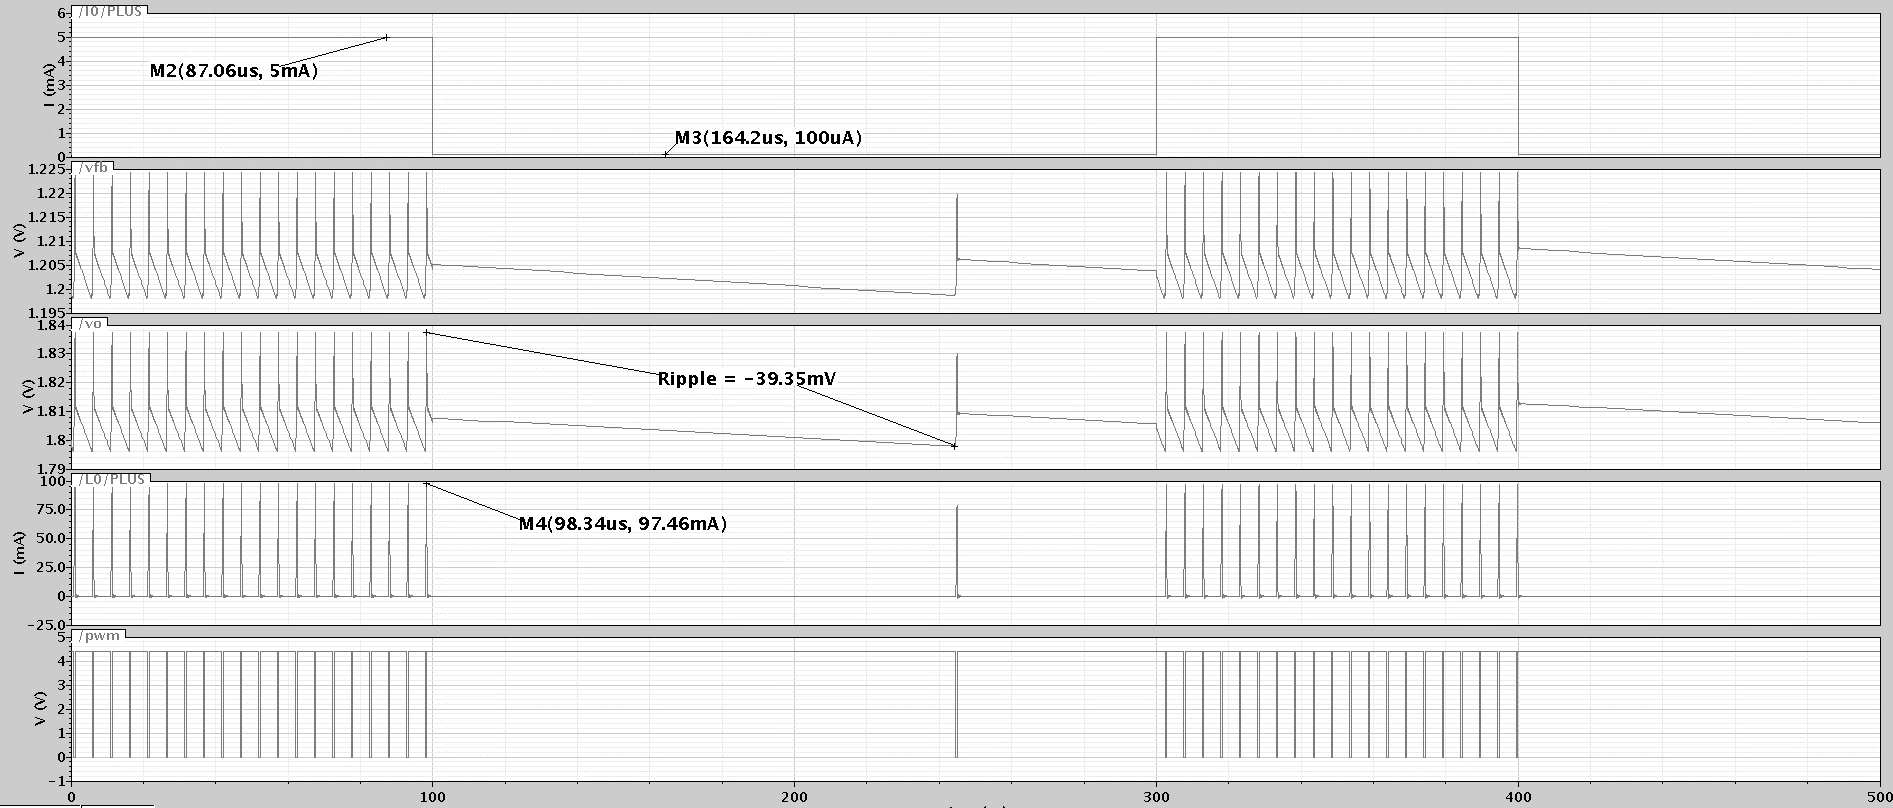 /I0/PLUS
6
5
4
3
2
1
0
I (mA)
M2(87.06us, 5mA)
M3(164.2us, 100uA)
/vfb
1.225
1.22
1.215
1.21
1.205
1.2
1.195
V (V)
/vo
1.84
1.83
1.82
1.81
1.8
1.79
V (V)
Ripple = −39.35mV
/L0/PLUS
100
75.0
50.0
25.0
0
−25.0
I (mA)
M4(98.34us, 97.46mA)
/pwm
5
4
3
2
1
0
−1
V (V)
0
100
200
300
400
500